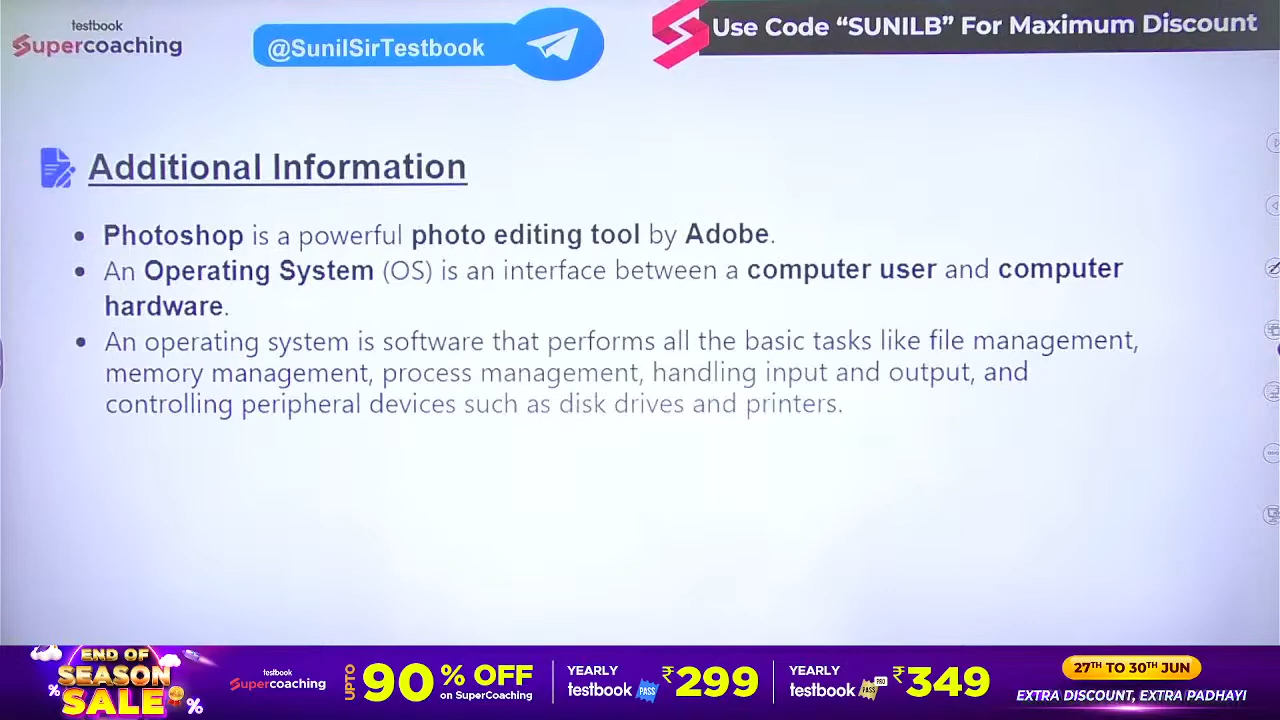 testbook
Supercoaching
@SunilSirTestbook
Use Code “SUNILB” For Maximum Discount
Additional Information
• Photoshop is a powerful photo editing tool by Adobe.
• An Operating System (OS) is an interface between a computer user and computer
hardware.
• An operating system is software that performs all the basic tasks like file management,
memory management, process management, handling input and output, and
controlling peripheral devices such as disk drives and printers.
END OF
SEASON
% SALE %
testbook
Supercoaching
UPTO 90% OFF
on SuperCoaching
YEARLY
testbook PASS ₹299
YEARLY
testbook PASS PRO ₹349
27TH TO 30TH JUN
EXTRA DISCOUNT, EXTRA PADHAYI